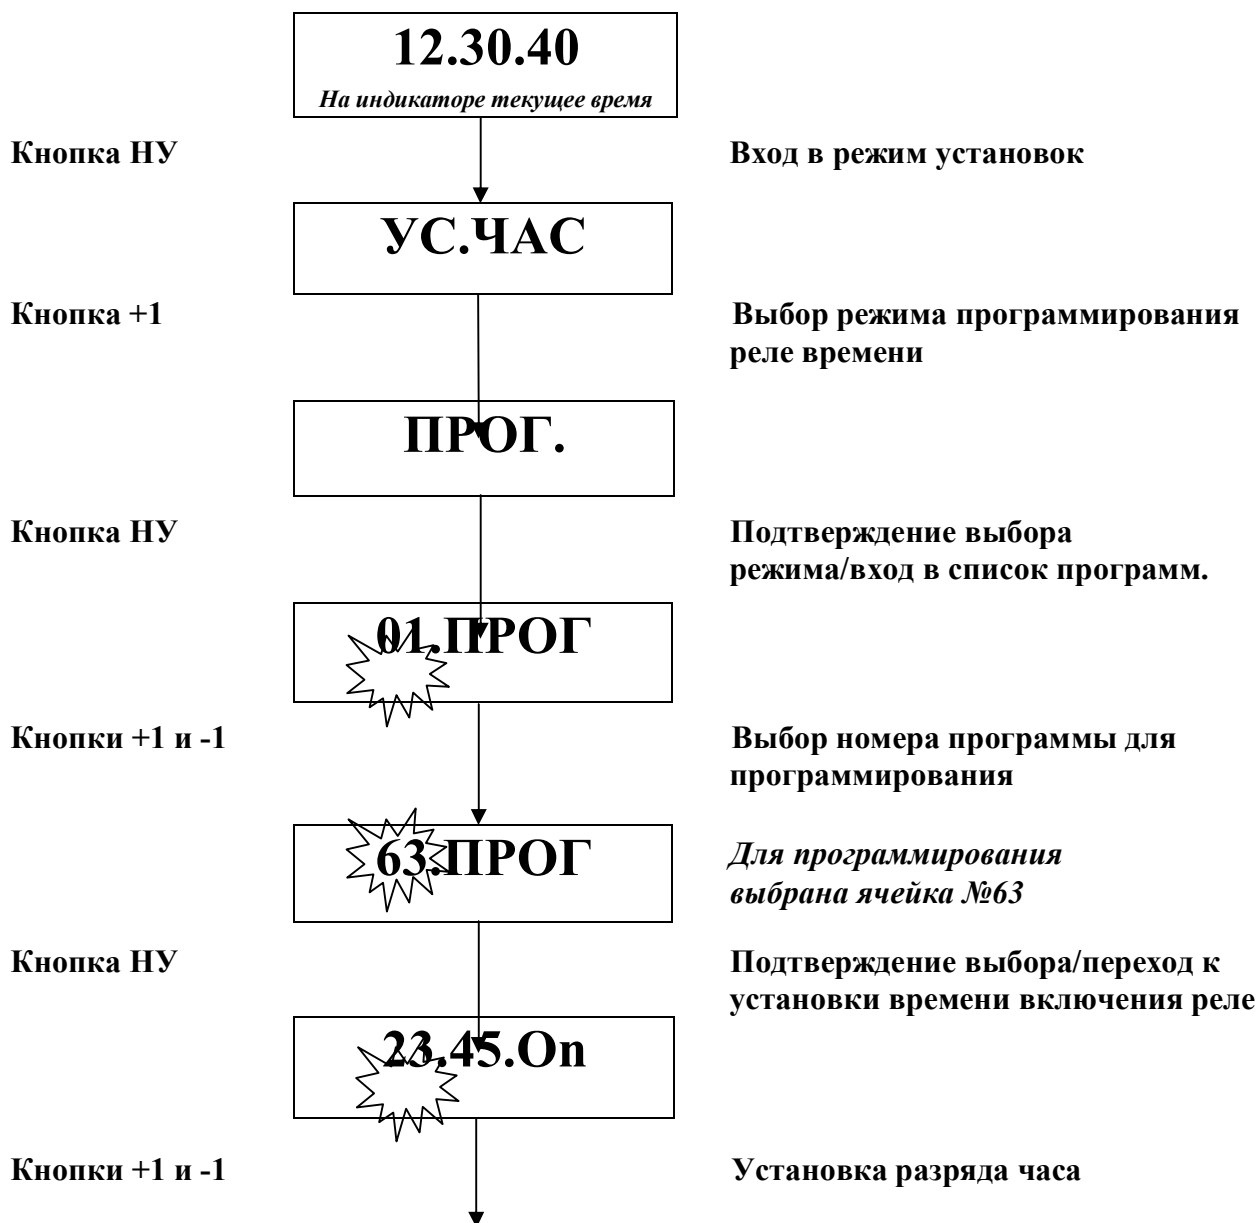 12.30.40
На индикаторе текущее время
Кнопка НУ
Вход в режим установок
УС.ЧАС
Кнопка +1
Выбор режима программирования
реле времени
ПРОГ.
Кнопка НУ
Подтверждение выбора
режима/вход в список программ.
01.ПРОГ
Кнопки +1 и -1
Выбор номера программы для
программирования
63.ПРОГ
Для программирования
выбрана ячейка №63
Кнопка НУ
Подтверждение выбора/переход к
установки времени включения реле
23.45.On
Кнопки +1 и -1
Установка разряда часа